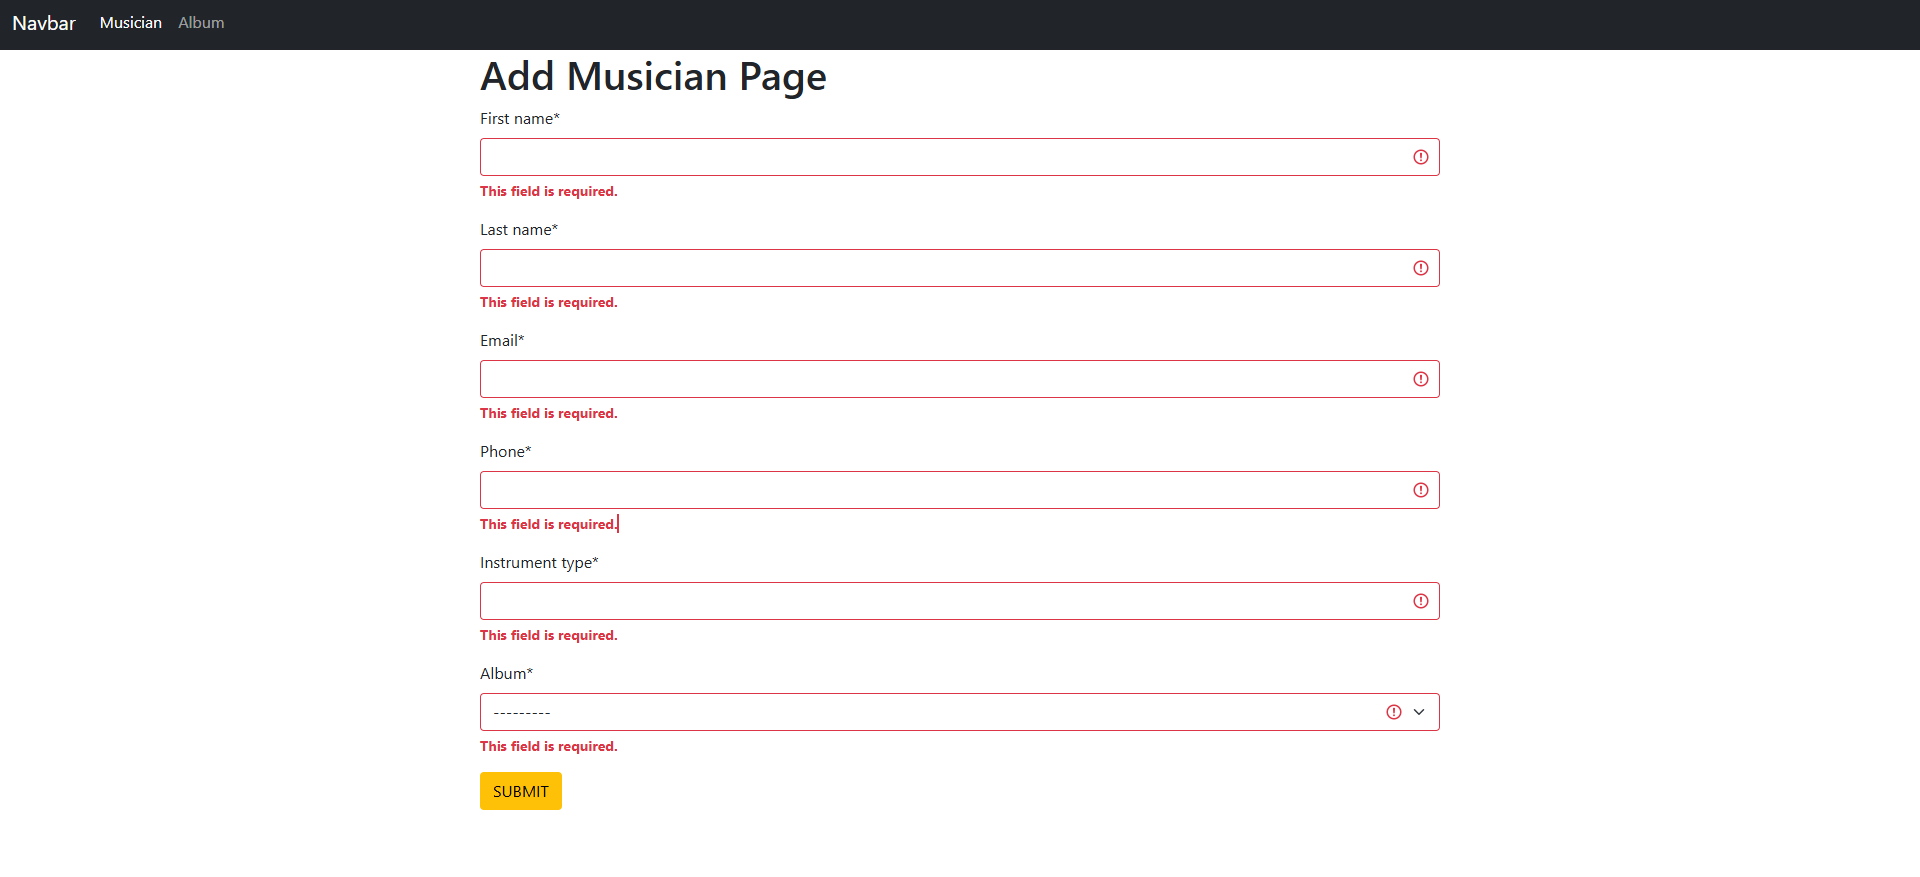 Navbar Musician Album
Add Musician Page
First name*
This field is required.
Last name*
This field is required.
Email*
This field is required.
Phone*
This field is required.
Instrument type*
This field is required.
Album*
---------
This field is required.
SUBMIT